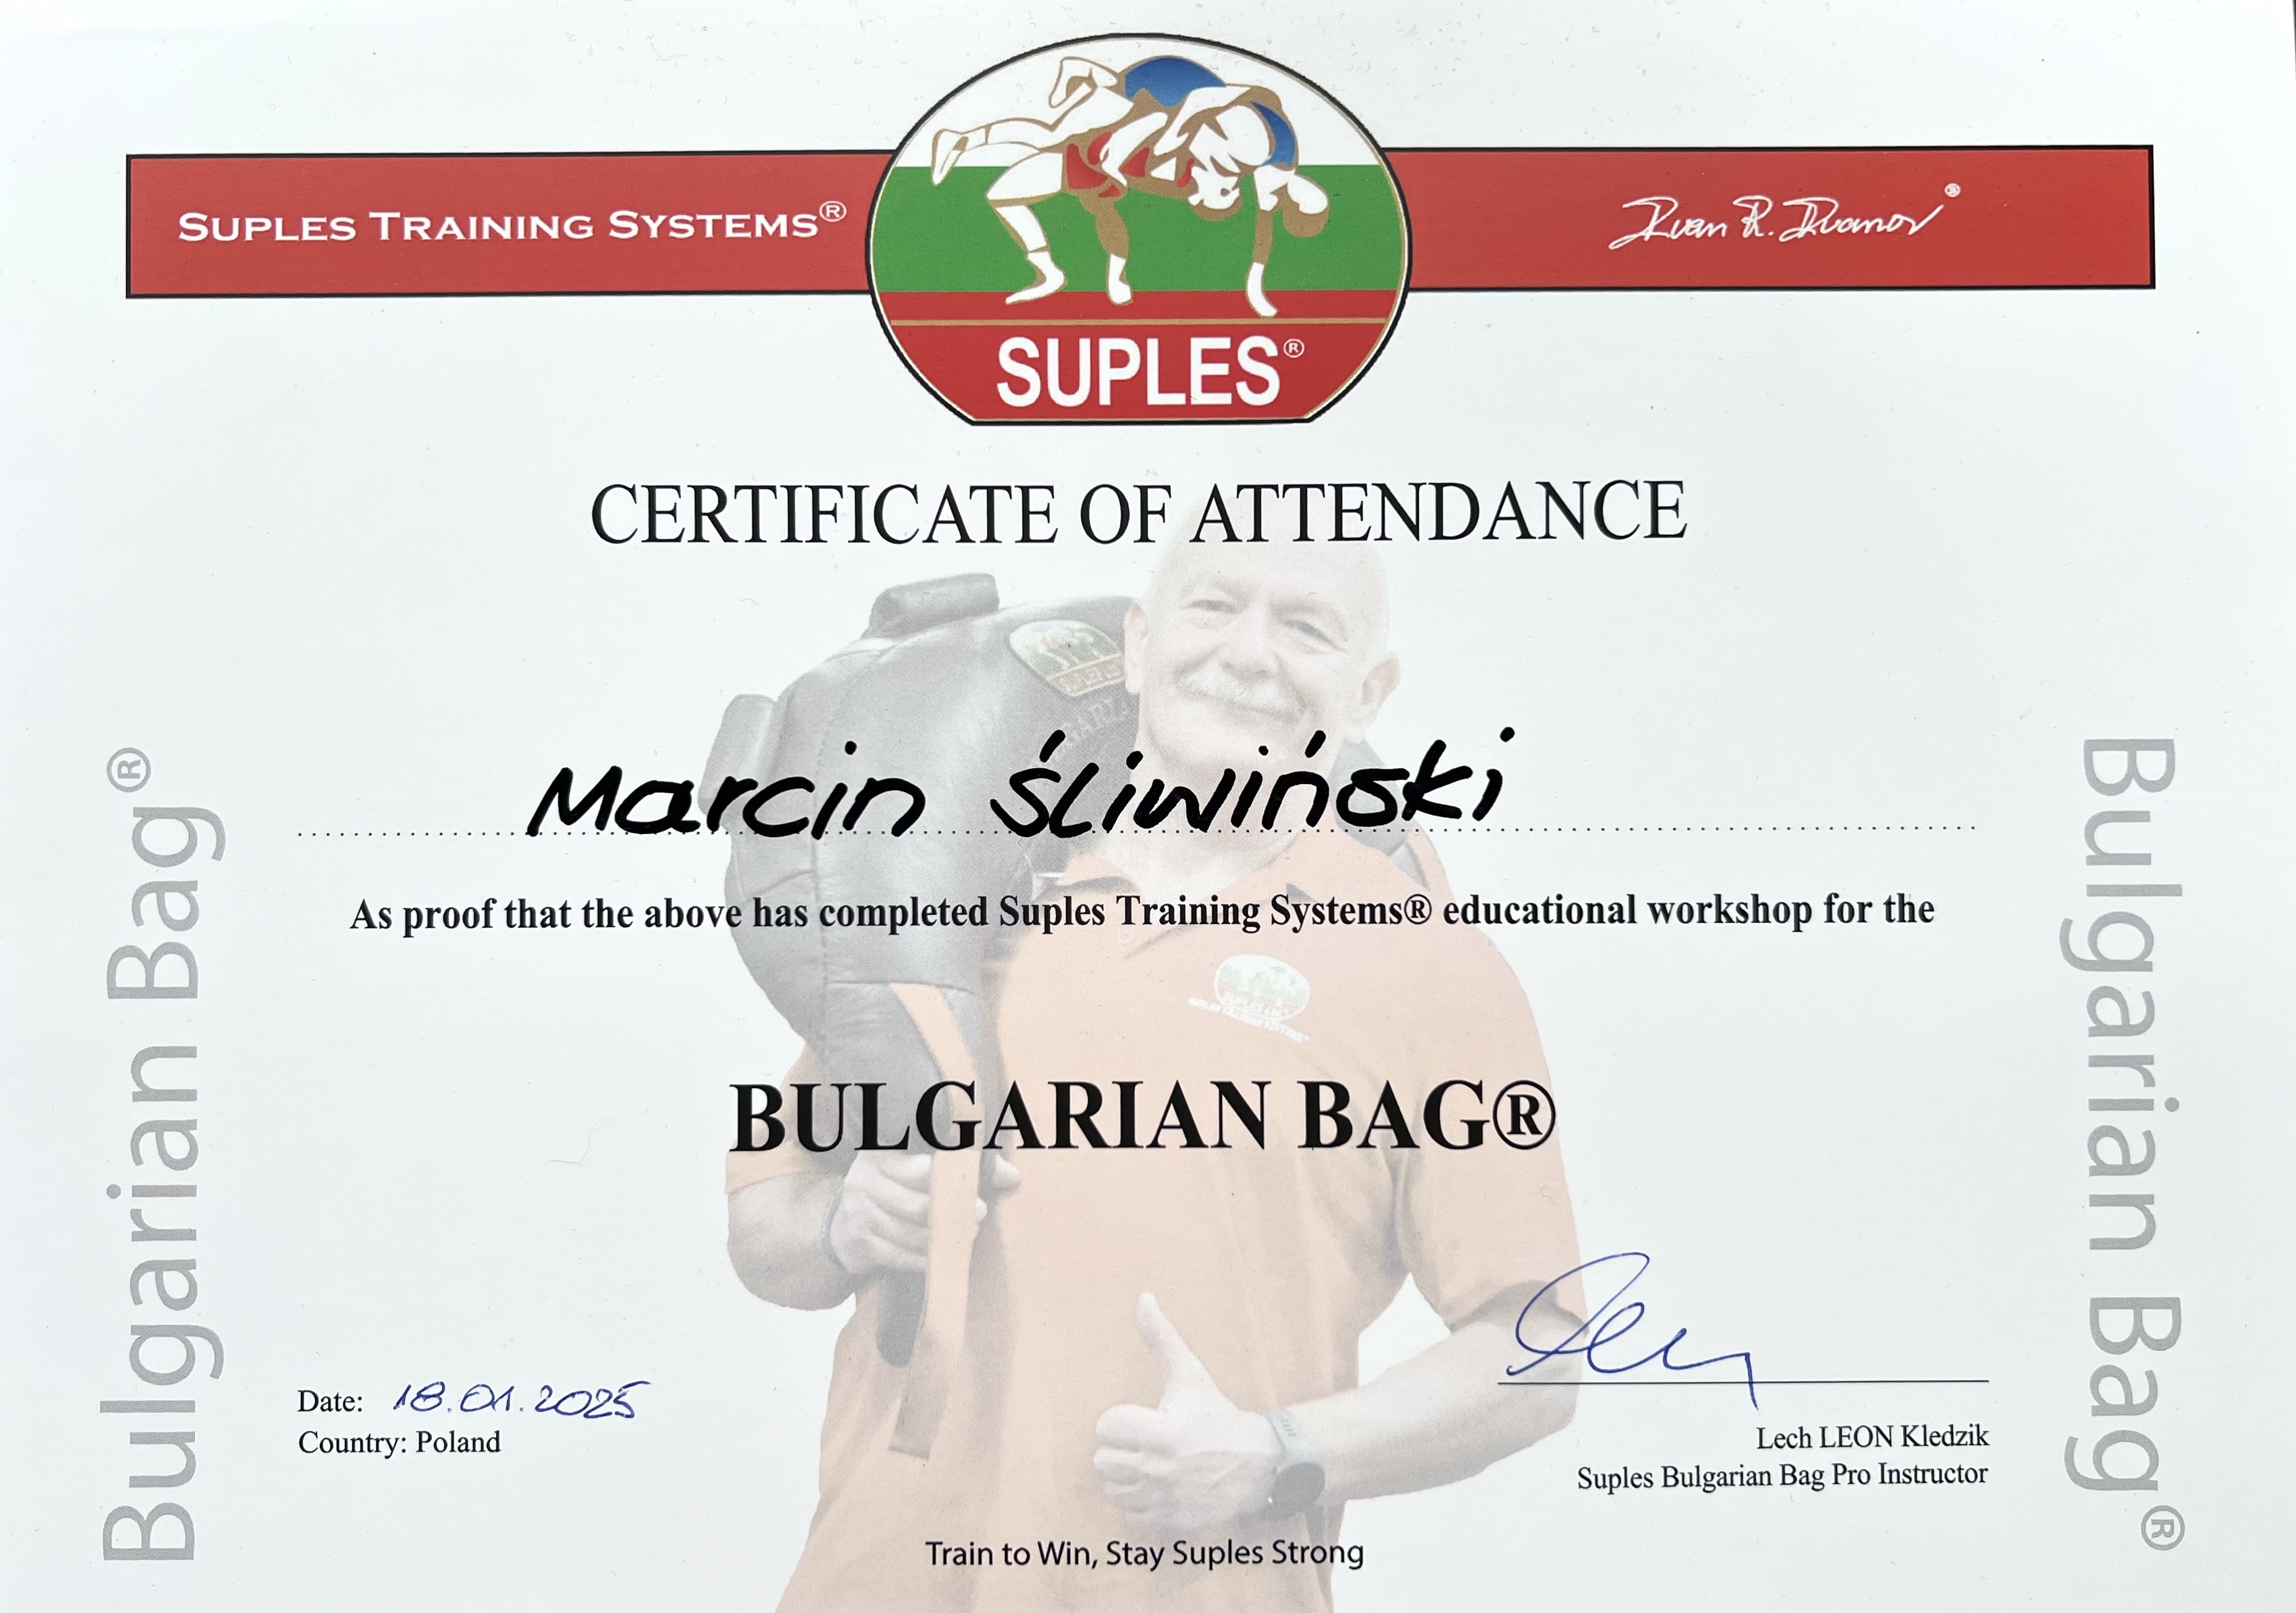 SUPLES TRAINING SYSTEMS®
Ivan R. Ivanov®
SUPLES®
CERTIFICATE OF ATTENDANCE
Marcin Śliwiński
As proof that the above has completed Suples Training Systems® educational workshop for the
BULGARIAN BAG®
Bulgarian Bag®
Bulgarian Bag®
Date: 18.01.2025
Country: Poland
Lech LEON Kledzik
Suples Bulgarian Bag Pro Instructor
Train to Win, Stay Suples Strong